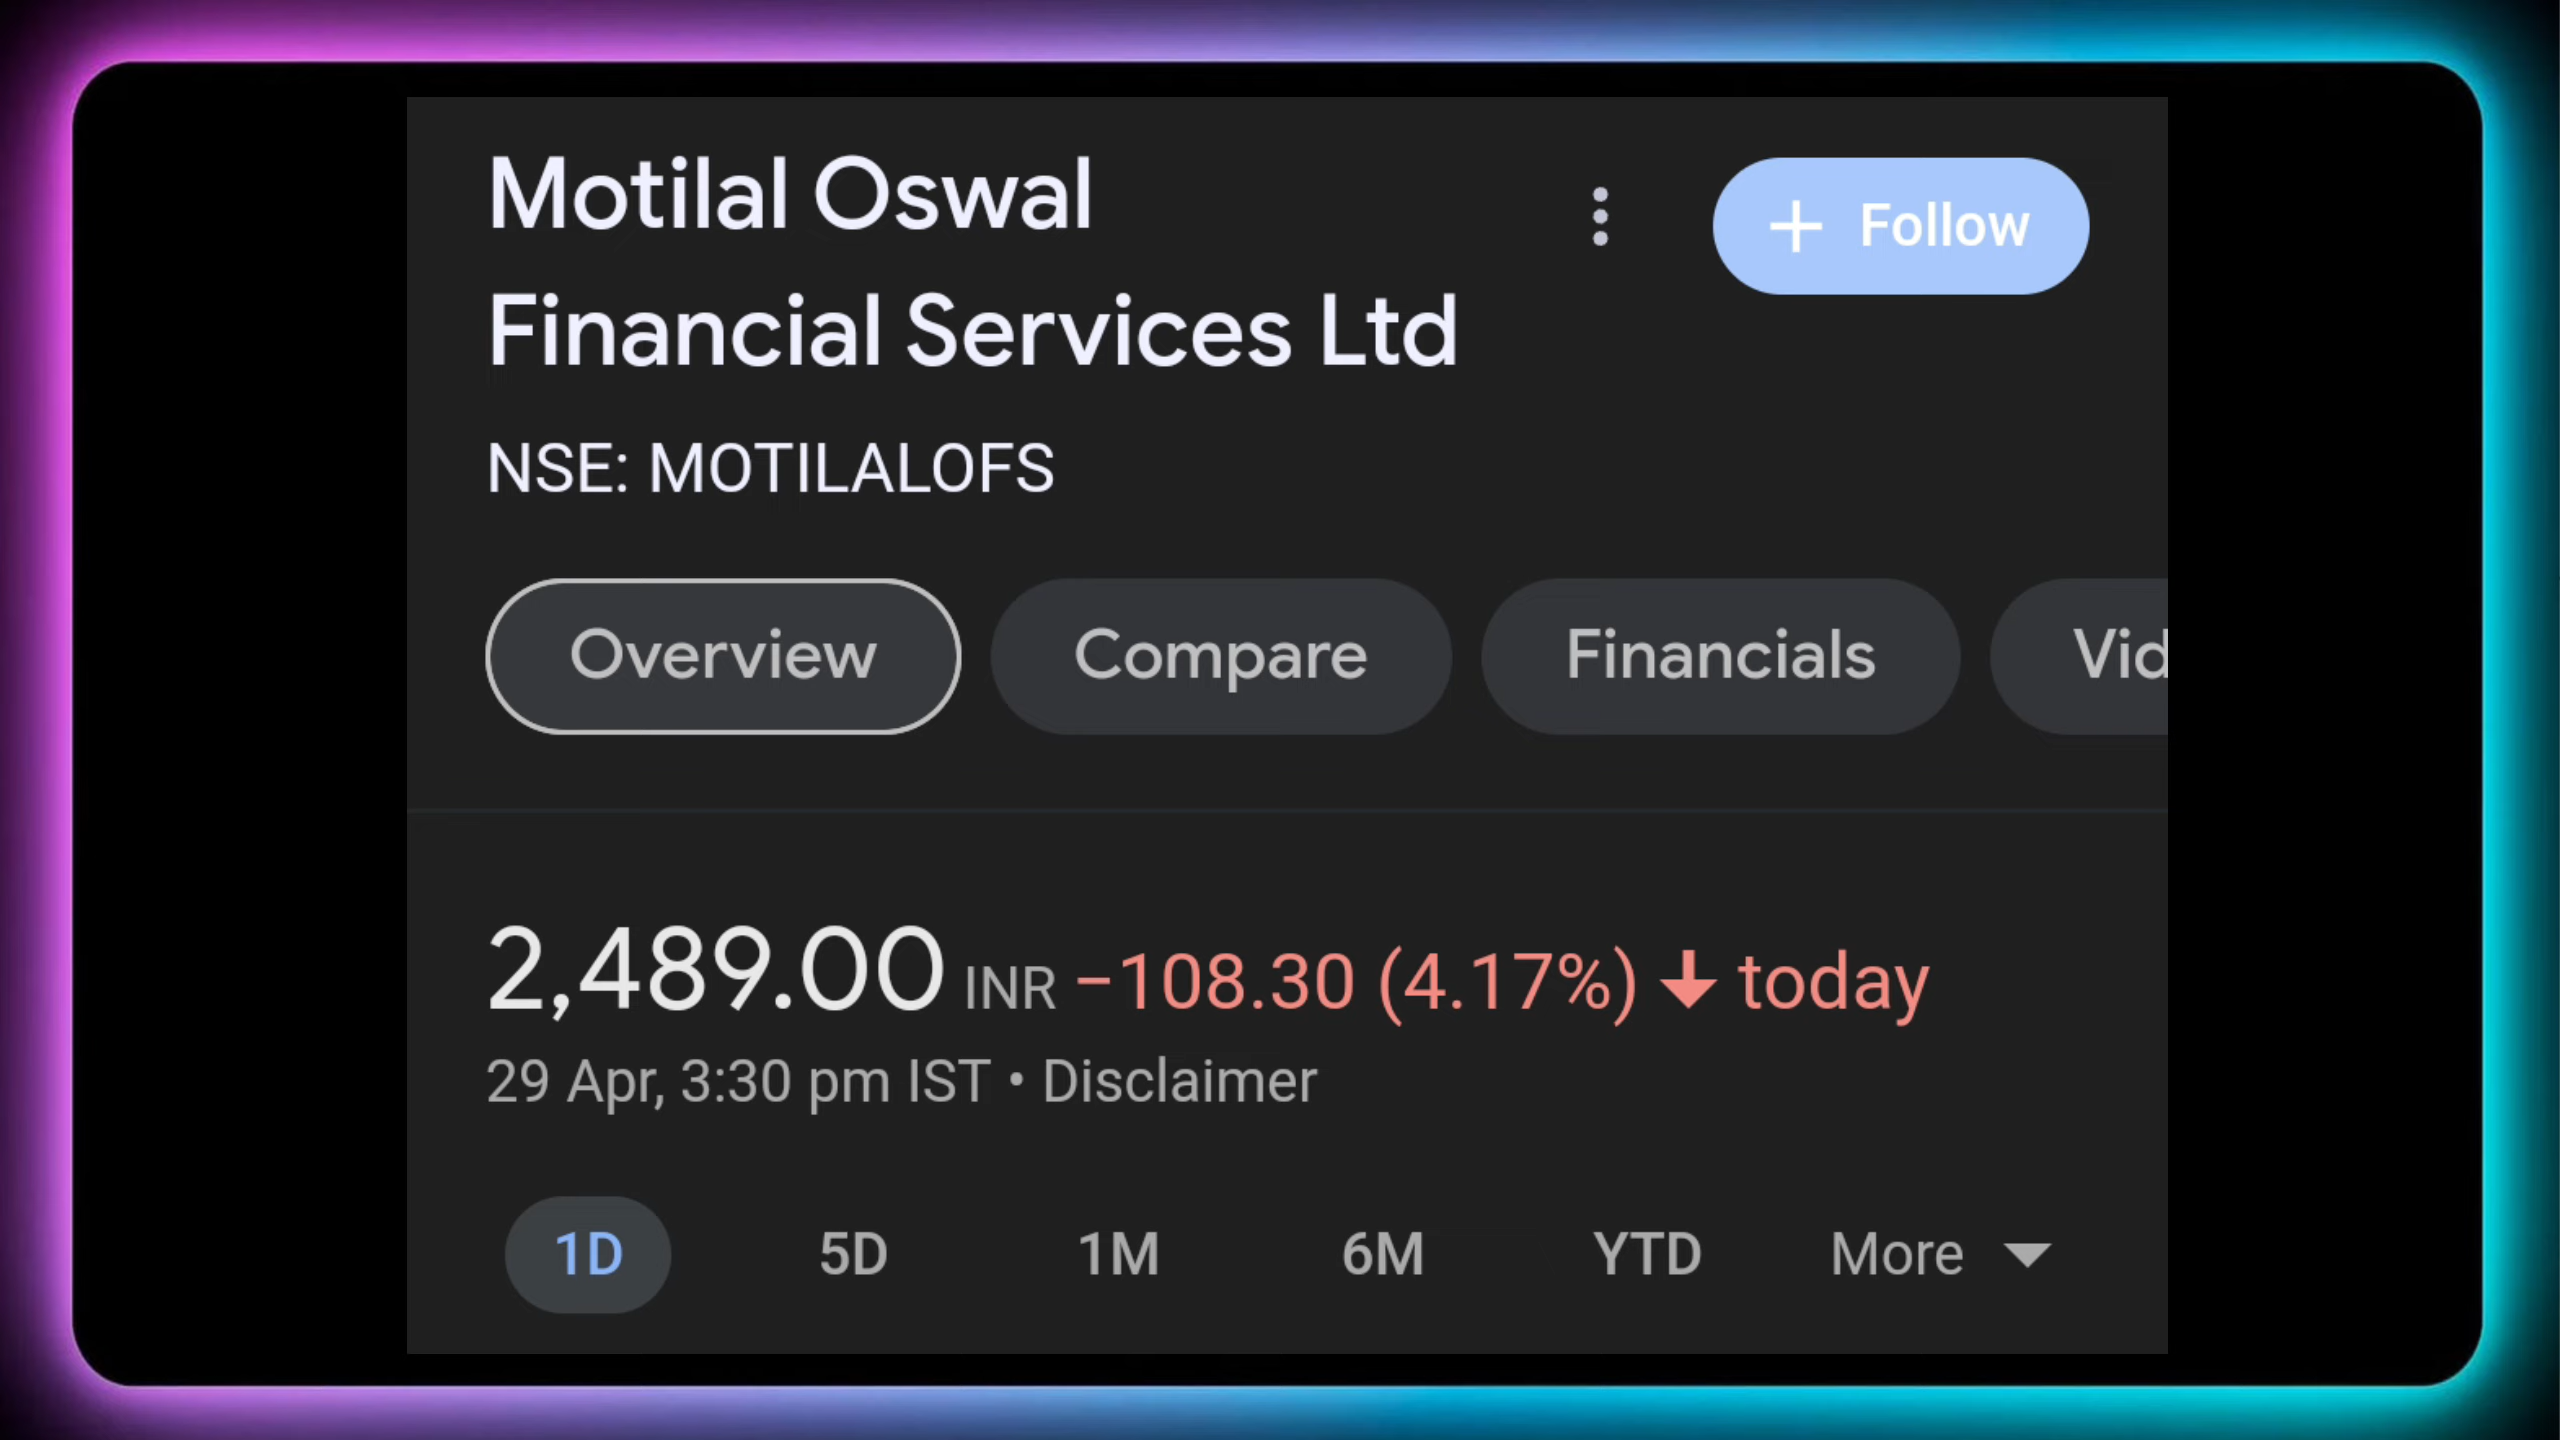 Motilal Oswal
Financial Services Ltd
+ Follow
NSE: MOTILALOFS
Overview Compare Financials Vid
2,489.00 INR −108.30 (4.17%) ↓ today
29 Apr, 3:30 pm IST • Disclaimer
1D 5D 1M 6M YTD More